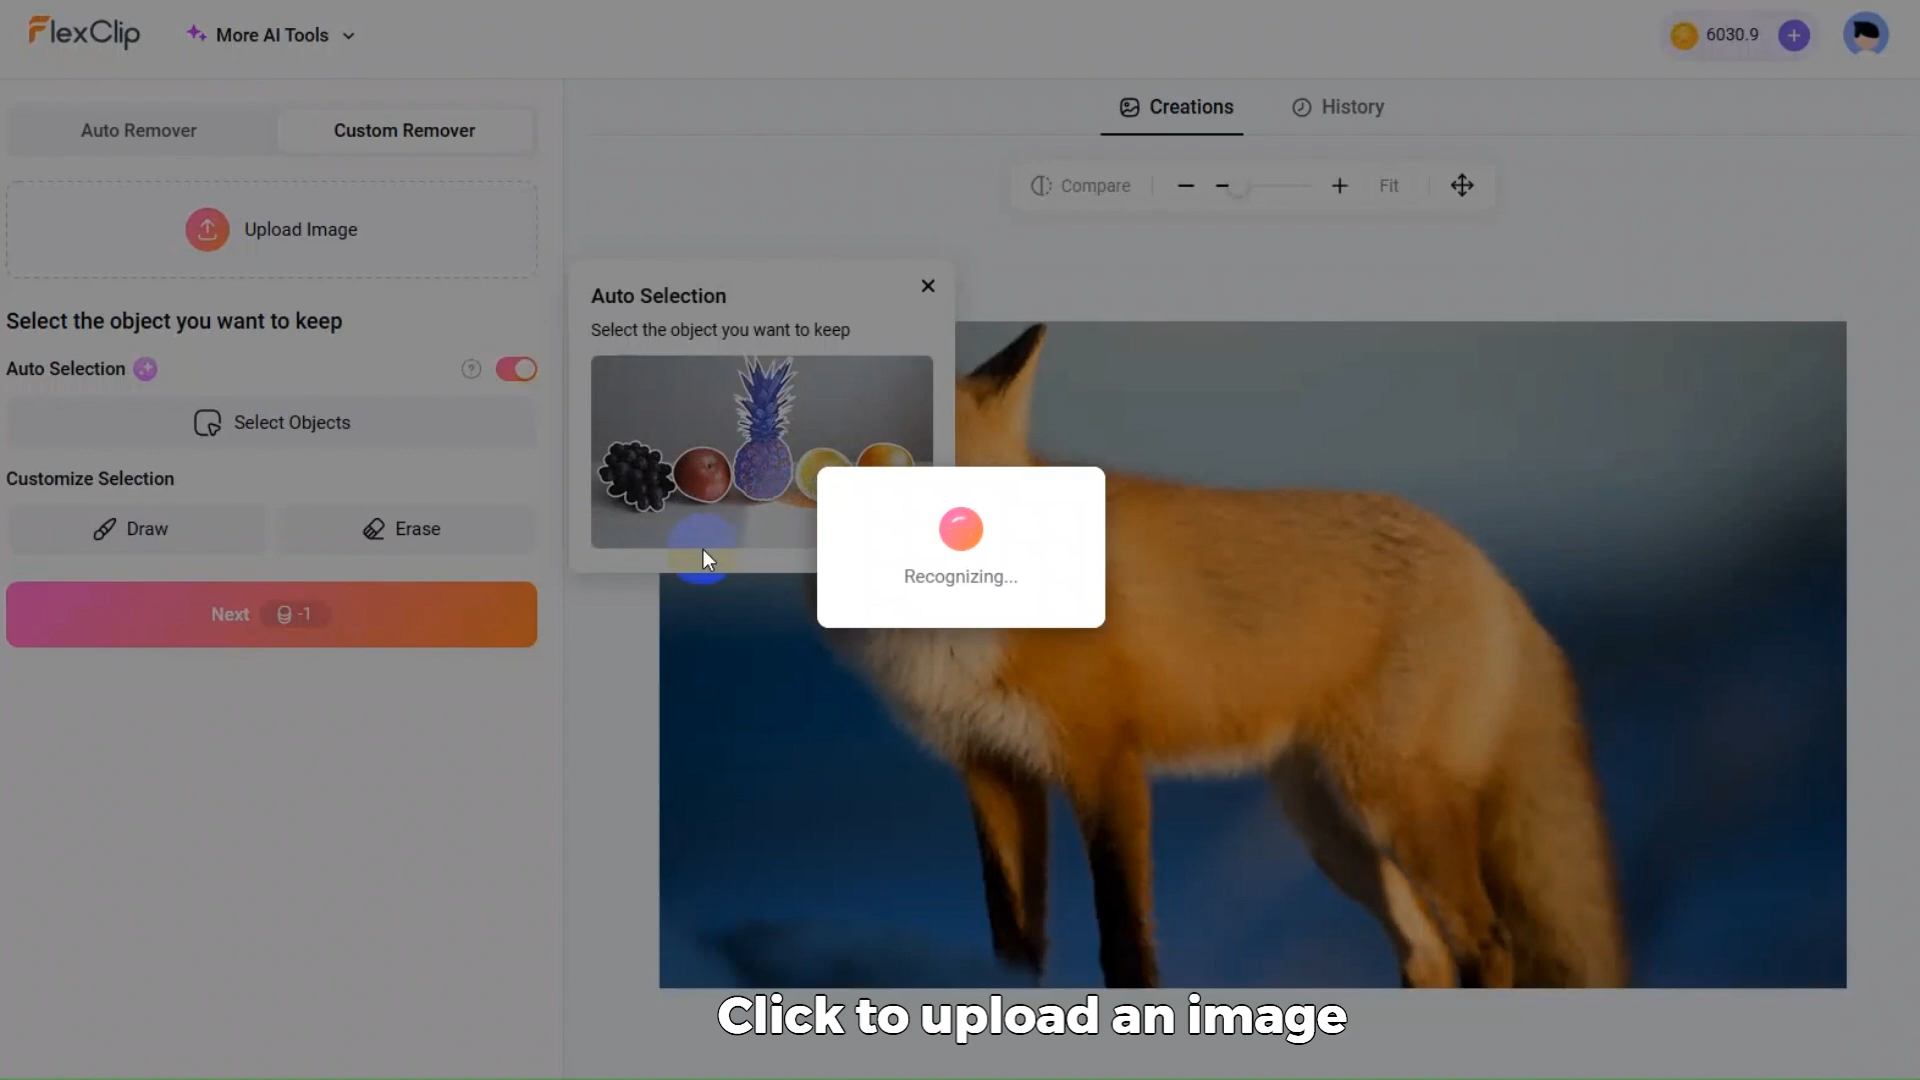 FlexClip
More AI Tools
6030.9
Auto Remover
Custom Remover
Creations
History
Upload Image
Compare
Fit
Select the object you want to keep
Auto Selection
?
Select Objects
Customize Selection
Draw
Erase
Next
-1
Auto Selection
Select the object you want to keep
Recognizing...
Click to upload an image